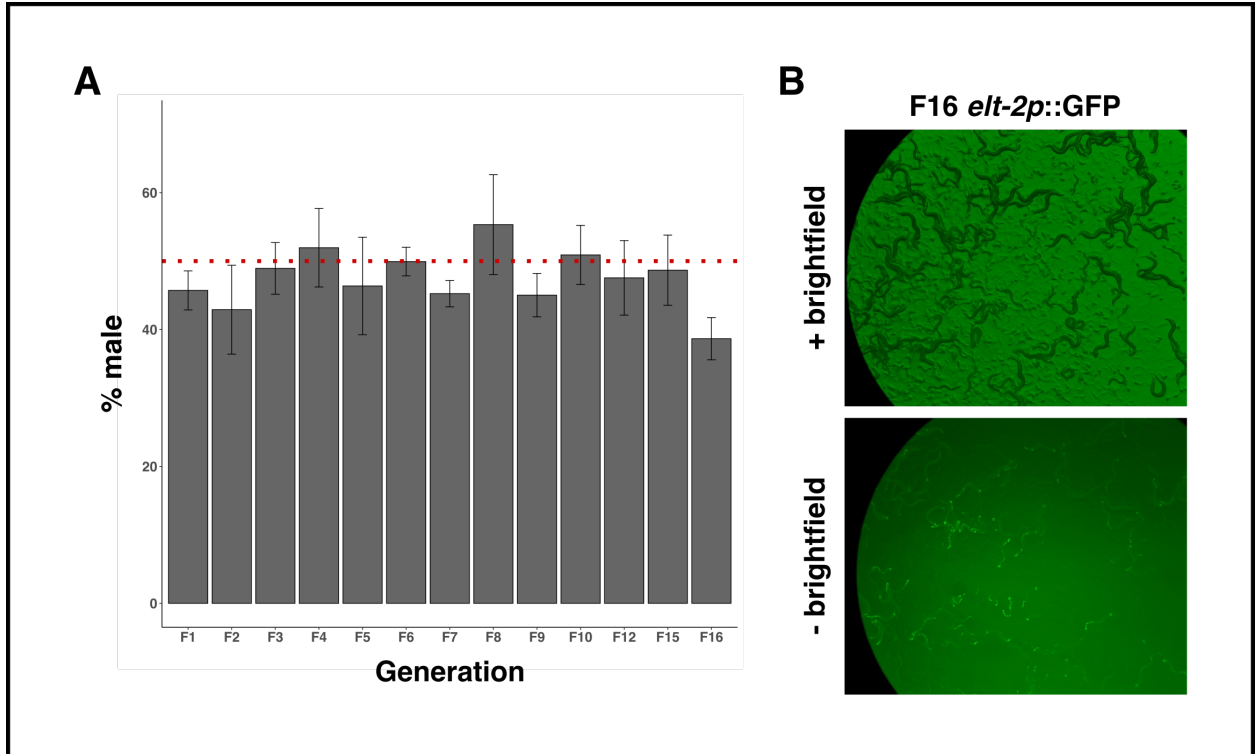 A
% male
60
40
20
0
F1 F2 F3 F4 F5 F6 F7 F8 F9 F10 F12 F15 F16
Generation
B
F16 elt-2p::GFP
+ brightfield
- brightfield